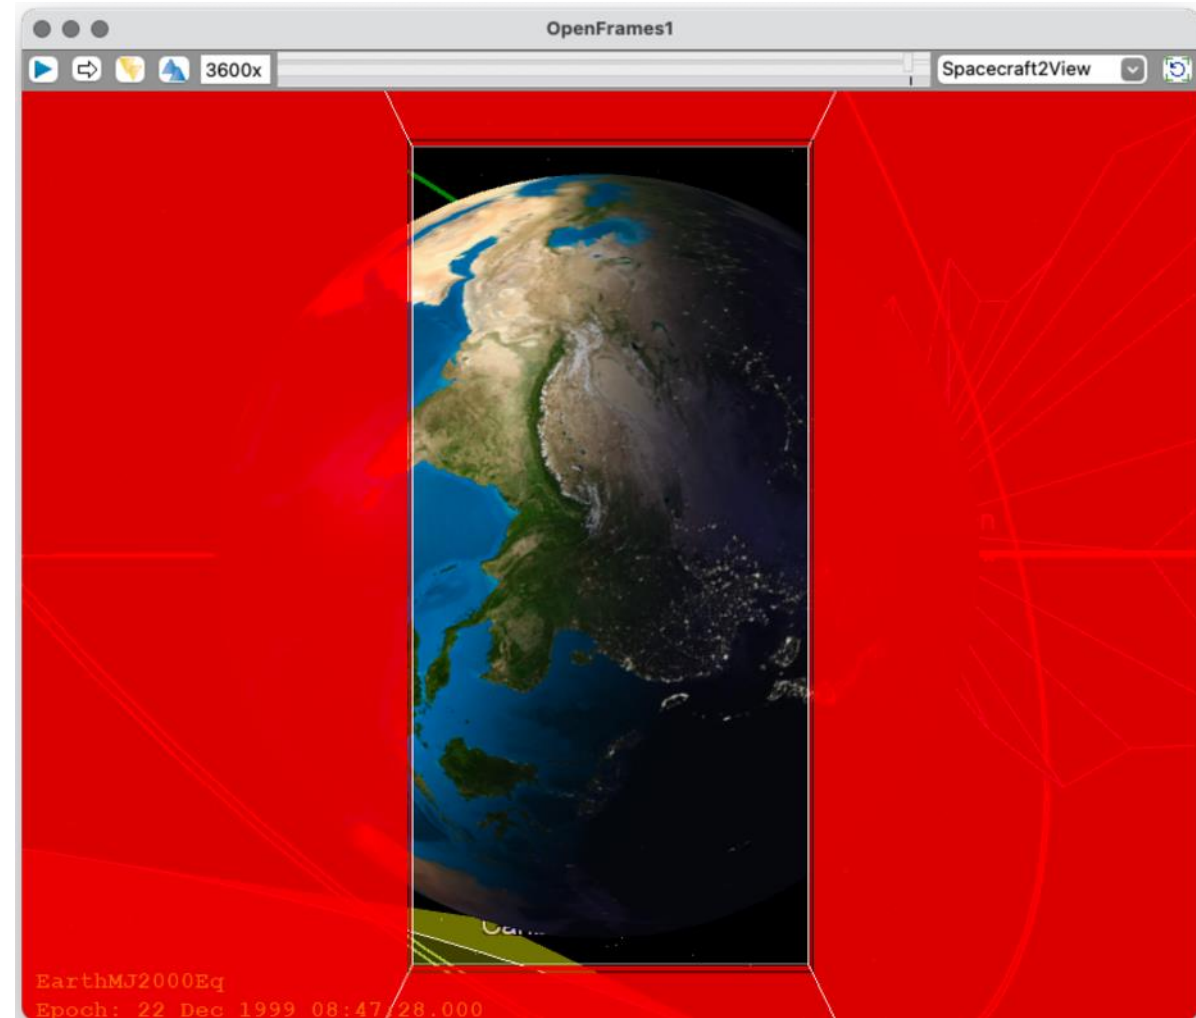 OpenFrames1
3600x
Spacecraft2View
EarthMJ2000Eq
Epoch: 22 Dec 1999 08:47:28.000